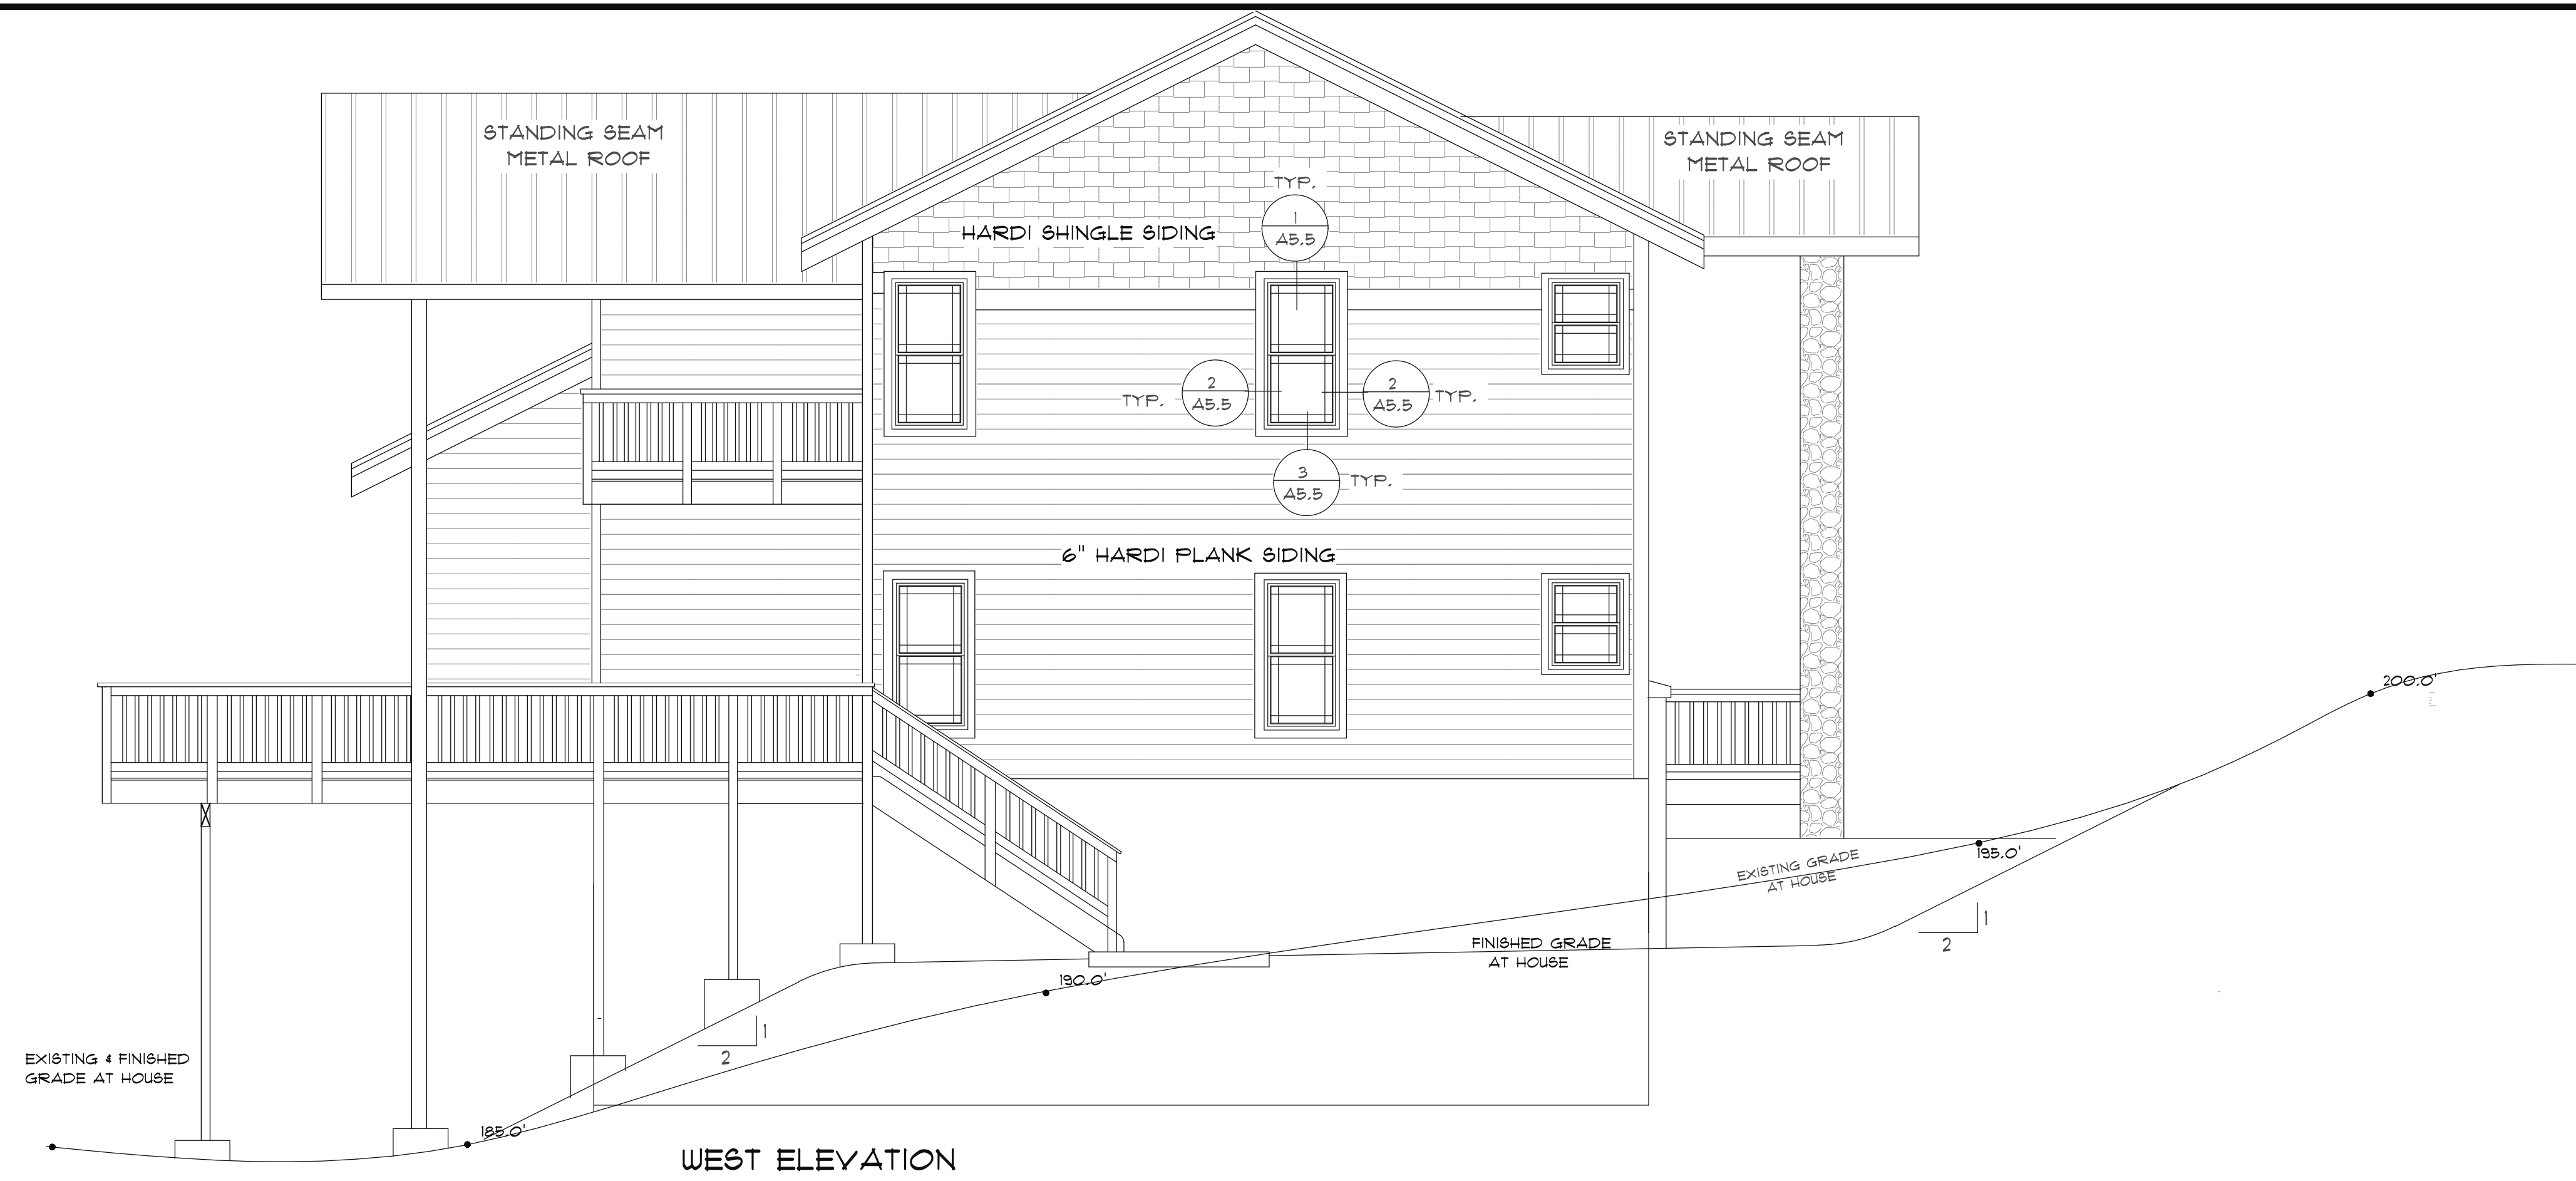 STANDING SEAM
METAL ROOF
STANDING SEAM
METAL ROOF
TYP.
1
A5.5
HARDI SHINGLE SIDING
2
A5.5
TYP.
2
A5.5
TYP.
3
A5.5
TYP.
6" HARDI PLANK SIDING
200.0'
195.0'
EXISTING GRADE
AT HOUSE
1
2
FINISHED GRADE
AT HOUSE
190.0'
1
2
EXISTING & FINISHED
GRADE AT HOUSE
185.0'
WEST ELEVATION